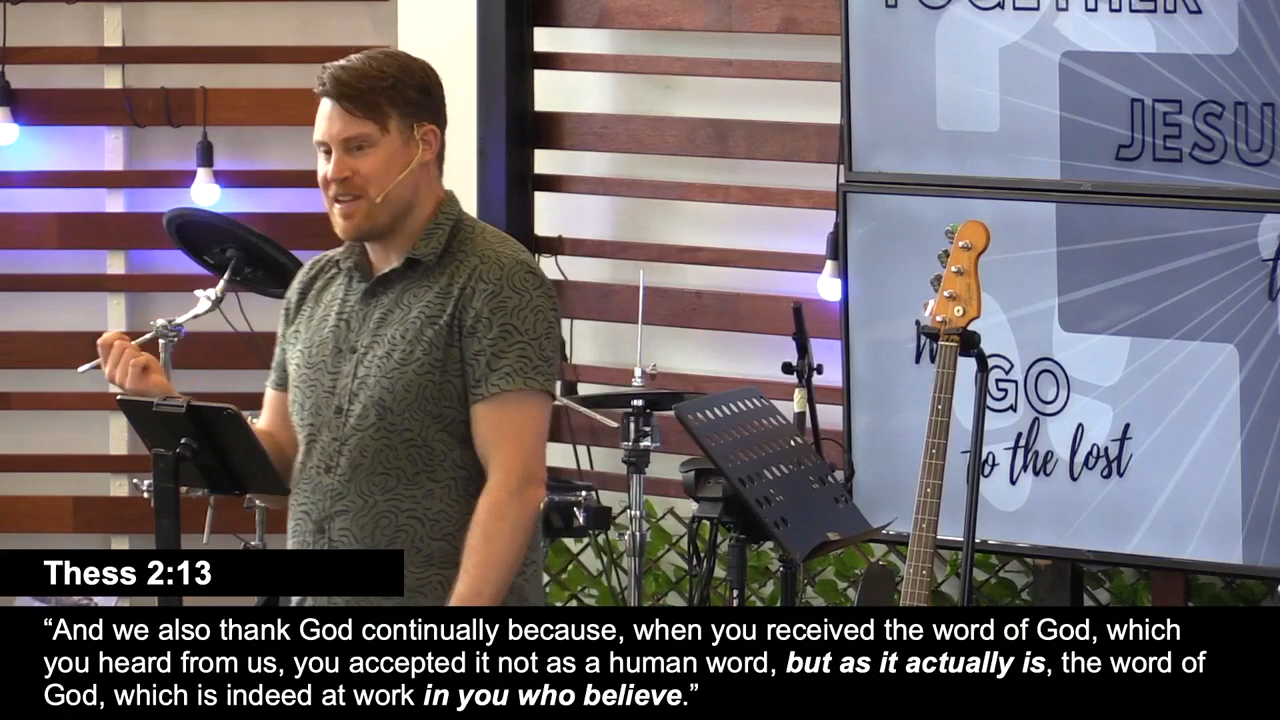 TOGETHER
JESU
GO
to the lost
Thess 2:13
“And we also thank God continually because, when you received the word of God, which
you heard from us, you accepted it not as a human word, but as it actually is, the word of
God, which is indeed at work in you who believe.”